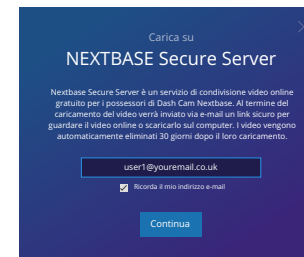 Carica su
NEXTBASE Secure Server
Nextbase Secure Server è un servizio di condivisione video online
gratuito per i possessori di Dash Cam Nextbase. Al termine del
caricamento del video verrà inviato via e-mail un link sicuro per
guardare il video online o scaricarlo sul computer. I video vengono
automaticamente eliminati 30 giorni dopo il loro caricamento.
user1@youremail.co.uk
Ricorda il mio indirizzo e-mail
Continua